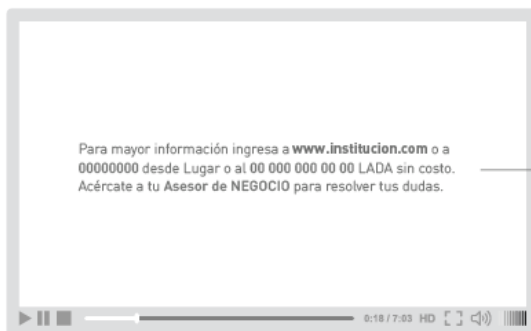 Para mayor información ingresa a www.institucion.com o a
00000000 desde Lugar o al 00 000 000 00 00 LADA sin costo.
Acércate a tu Asesor de NEGOCIO para resolver tus dudas.
0:18 / 7:03 HD